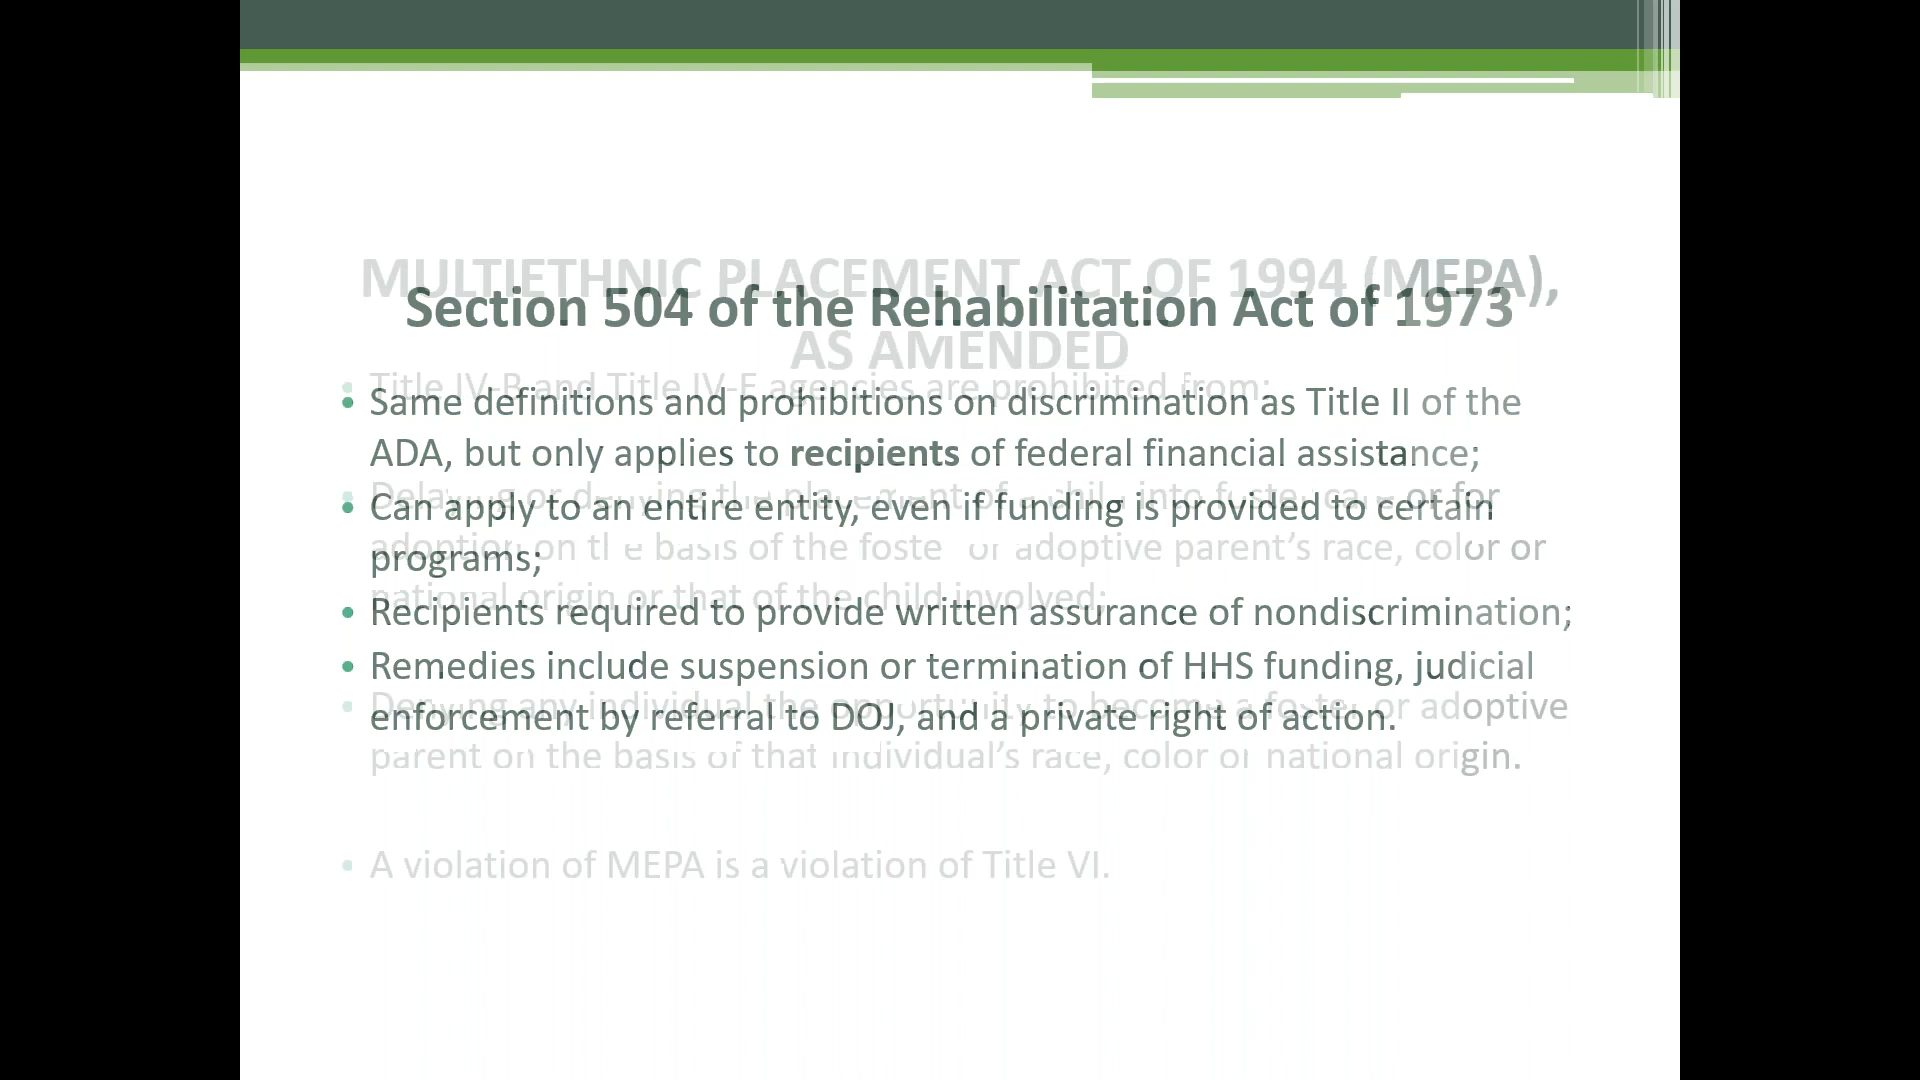 MULTIETHNIC PLACEMENT ACT OF 1994 (MEPA),
AS AMENDED
• Title IV-B and Title IV-E agencies are prohibited from:
• Delaying or denying the placement of a child into foster care or for
adoption on the basis of the foster or adoptive parent’s race, color or
national origin or that of the child involved;
• Denying any individual the opportunity to become a foster or adoptive
parent on the basis of that individual’s race, color or national origin.
• A violation of MEPA is a violation of Title VI.
Section 504 of the Rehabilitation Act of 1973
• Same definitions and prohibitions on discrimination as Title II of the
ADA, but only applies to recipients of federal financial assistance;
• Can apply to an entire entity, even if funding is provided to certain
programs;
• Recipients required to provide written assurance of nondiscrimination;
• Remedies include suspension or termination of HHS funding, judicial
enforcement by referral to DOJ, and a private right of action.